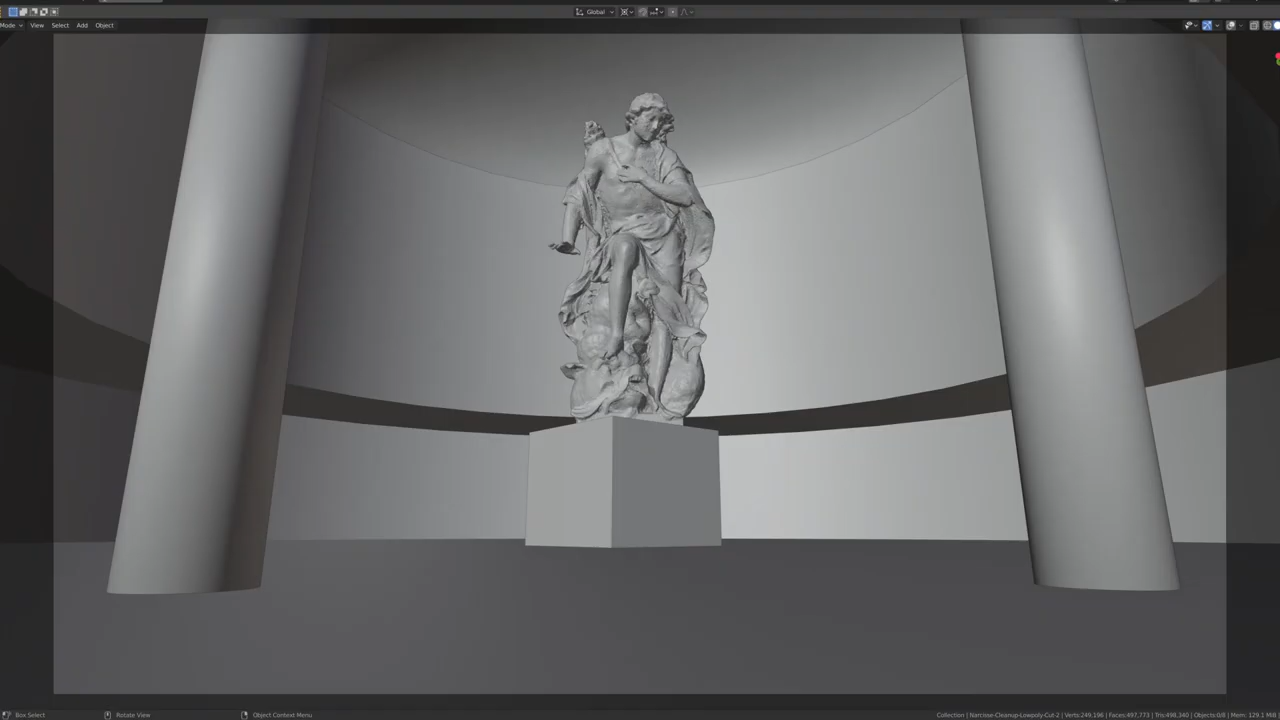 Global
Mode View Select Add Object
Box Select Rotate View Object Context Menu
Collection | Narcise-Cleanup-Lowpoly-Cut-2 | Verts:249,196 | Faces:497,773 | Tris:498,340 | Objects:0/8 | Mem: 129.1 MiB